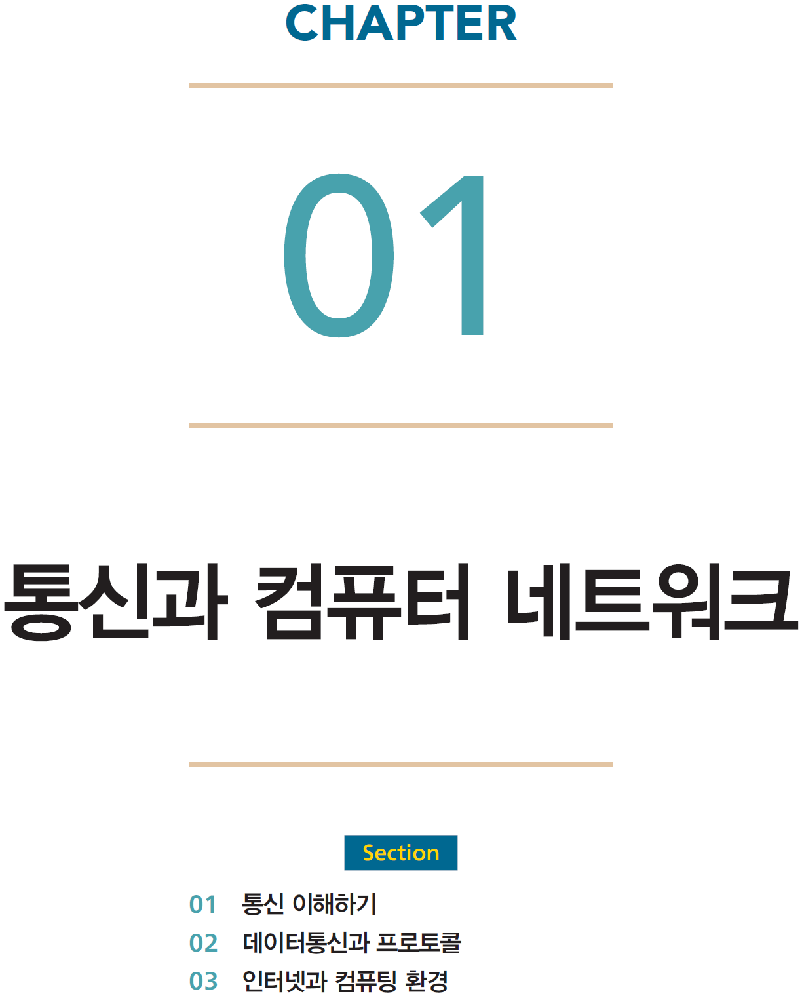 CHAPTER
01
통신과 컴퓨터 네트워크
Section
01 통신 이해하기
02 데이터통신과 프로토콜
03 인터넷과 컴퓨팅 환경